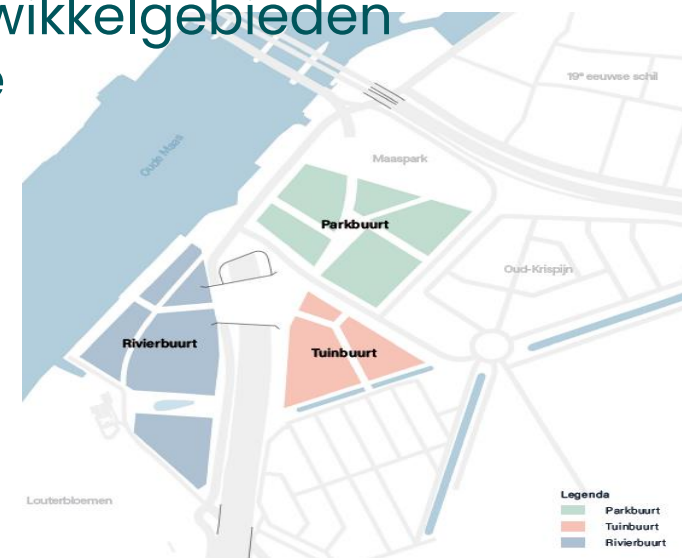 wikkelgebieden
e
19e eeuwse schil
Oude Maas
Maaspark
Parkbuurt
Oud-Krispijn
Rivierbuurt
Tuinbuurt
Louterbloemen
Legenda
Parkbuurt
Tuinbuurt
Rivierbuurt